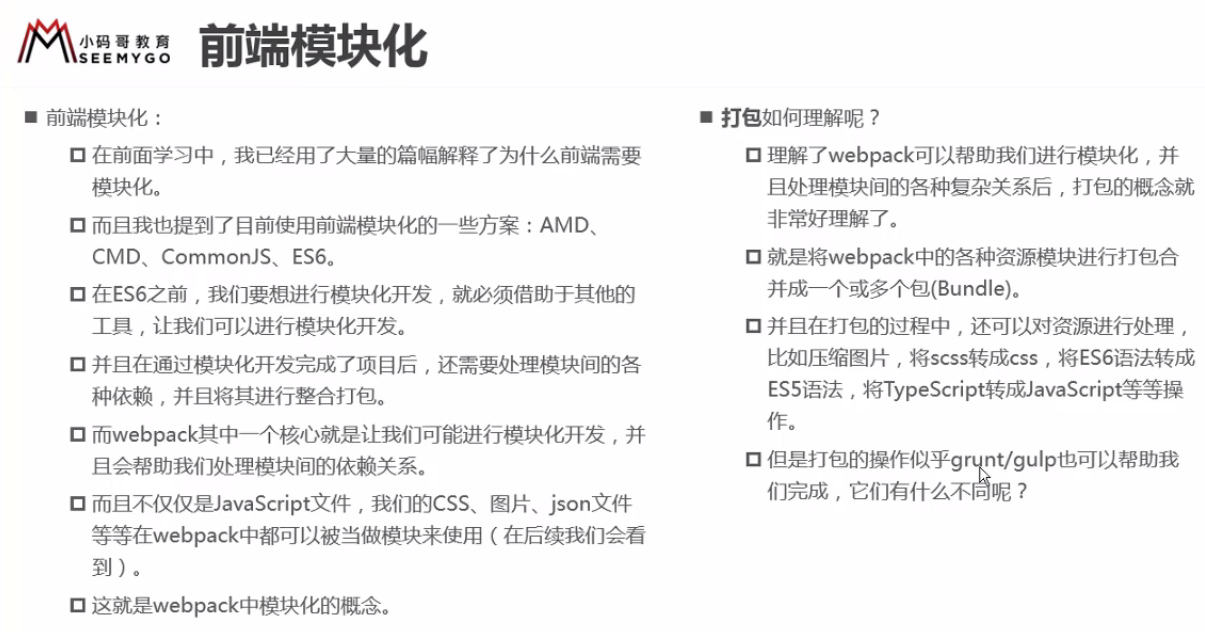 小码哥教育
SEEMYGO
前端模块化
前端模块化：
在前面学习中，我已经用了大量的篇幅解释了为什么前端需要
模块化。
而且我也提到了目前使用前端模块化的一些方案：AMD、
CMD、CommonJS、ES6。
在ES6之前，我们要想进行模块化开发，就必须借助于其他的
工具，让我们可以进行模块化开发。
并且在通过模块化开发完成了项目后，还需要处理模块间的各
种依赖，并且将其进行整合打包。
而webpack其中一个核心就是让我们可能进行模块化开发，并
且会帮助我们处理模块间的依赖关系。
而且不仅仅是JavaScript文件，我们的CSS、图片、json文件
等等在webpack中都可以被当做模块来使用（在后续我们会看
到）。
这就是webpack中模块化的概念。
打包如何理解呢？
理解了webpack可以帮助我们进行模块化，并
且处理模块间的各种复杂关系后，打包的概念就
非常好理解了。
就是将webpack中的各种资源模块进行打包合
并成一个或多个包(Bundle)。
并且在打包的过程中，还可以对资源进行处理，
比如压缩图片，将scss转成css，将ES6语法转成
ES5语法，将TypeScript转成JavaScript等等操
作。
但是打包的操作似乎grunt/gulp也可以帮助我
们完成，它们有什么不同呢？